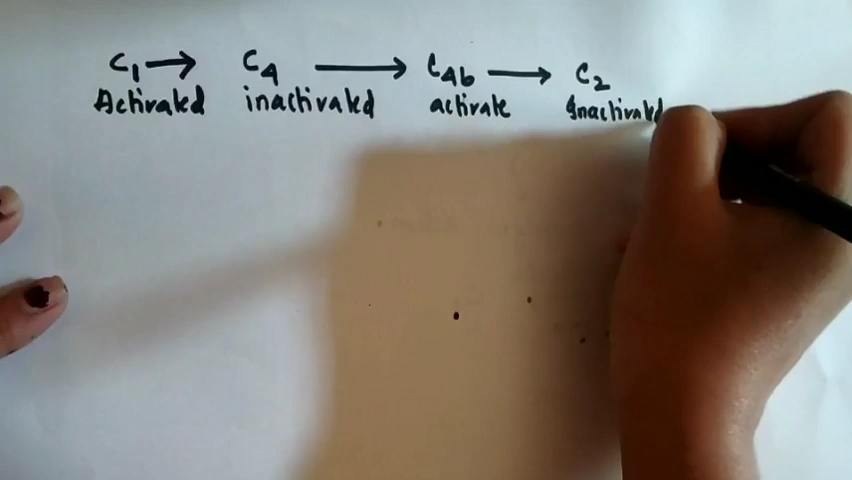 C1 → C4 → C4b → C2
Activated inactivated activate Inactivated